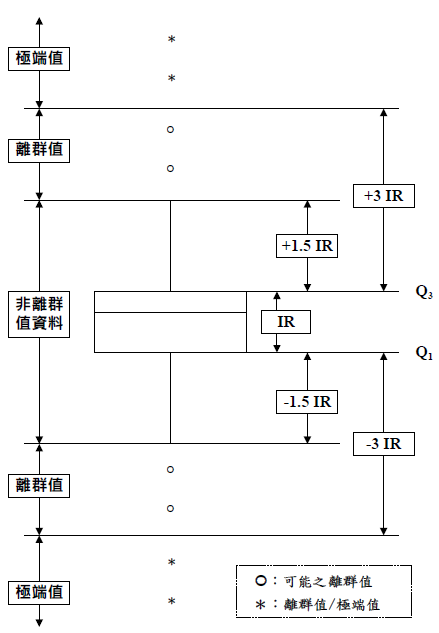 極端值
*
*
離群值
+3 IR
+1.5 IR
Q3
非離群
值資料
IR
Q1
-1.5 IR
-3 IR
離群值
極端值
*
*
○：可能之離群值
*：離群值/極端值